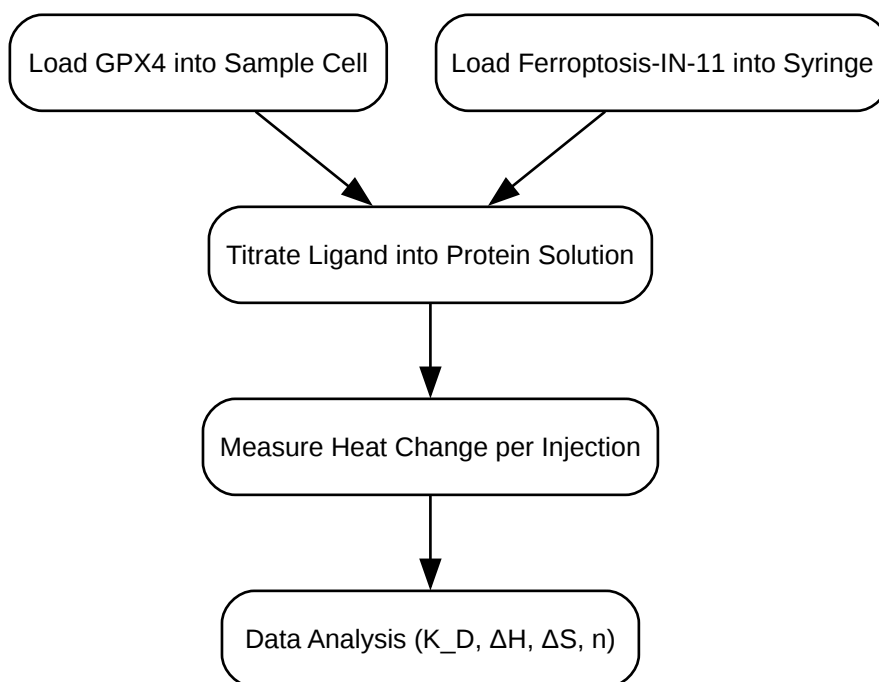 Load GPX4 into Sample Cell
Load Ferroptosis-IN-11 into Syringe
Titrate Ligand into Protein Solution
Measure Heat Change per Injection
Data Analysis (K_D, ΔH, ΔS, n)